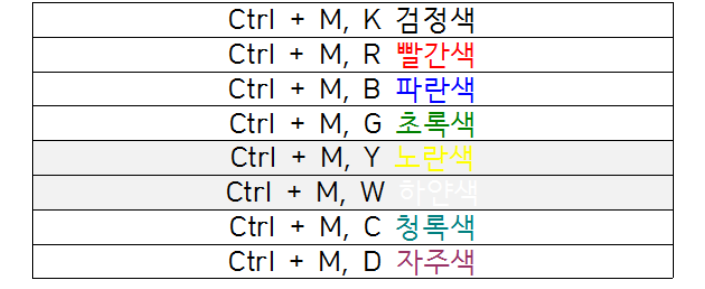 Ctrl + M, K 검정색
Ctrl + M, R 빨간색
Ctrl + M, B 파란색
Ctrl + M, G 초록색
Ctrl + M, Y 노란색
Ctrl + M, W 하얀색
Ctrl + M, C 청록색
Ctrl + M, D 자주색